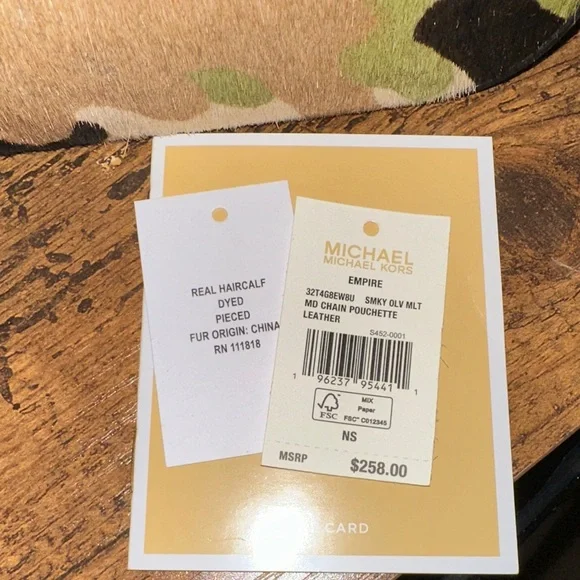 REAL HAIRCALF
DYED
PIECED
FUR ORIGIN: CHINA
RN 111818
MICHAEL
MICHAEL KORS
EMPIRE
32T4G8EW8U SMKY OLV MLT
MD CHAIN POUCHETTE
LEATHER
S452-0001
1 96237 95441 1
FSC
MIX
Paper
FSC™ C012345
NS
MSRP $258.00
CARD